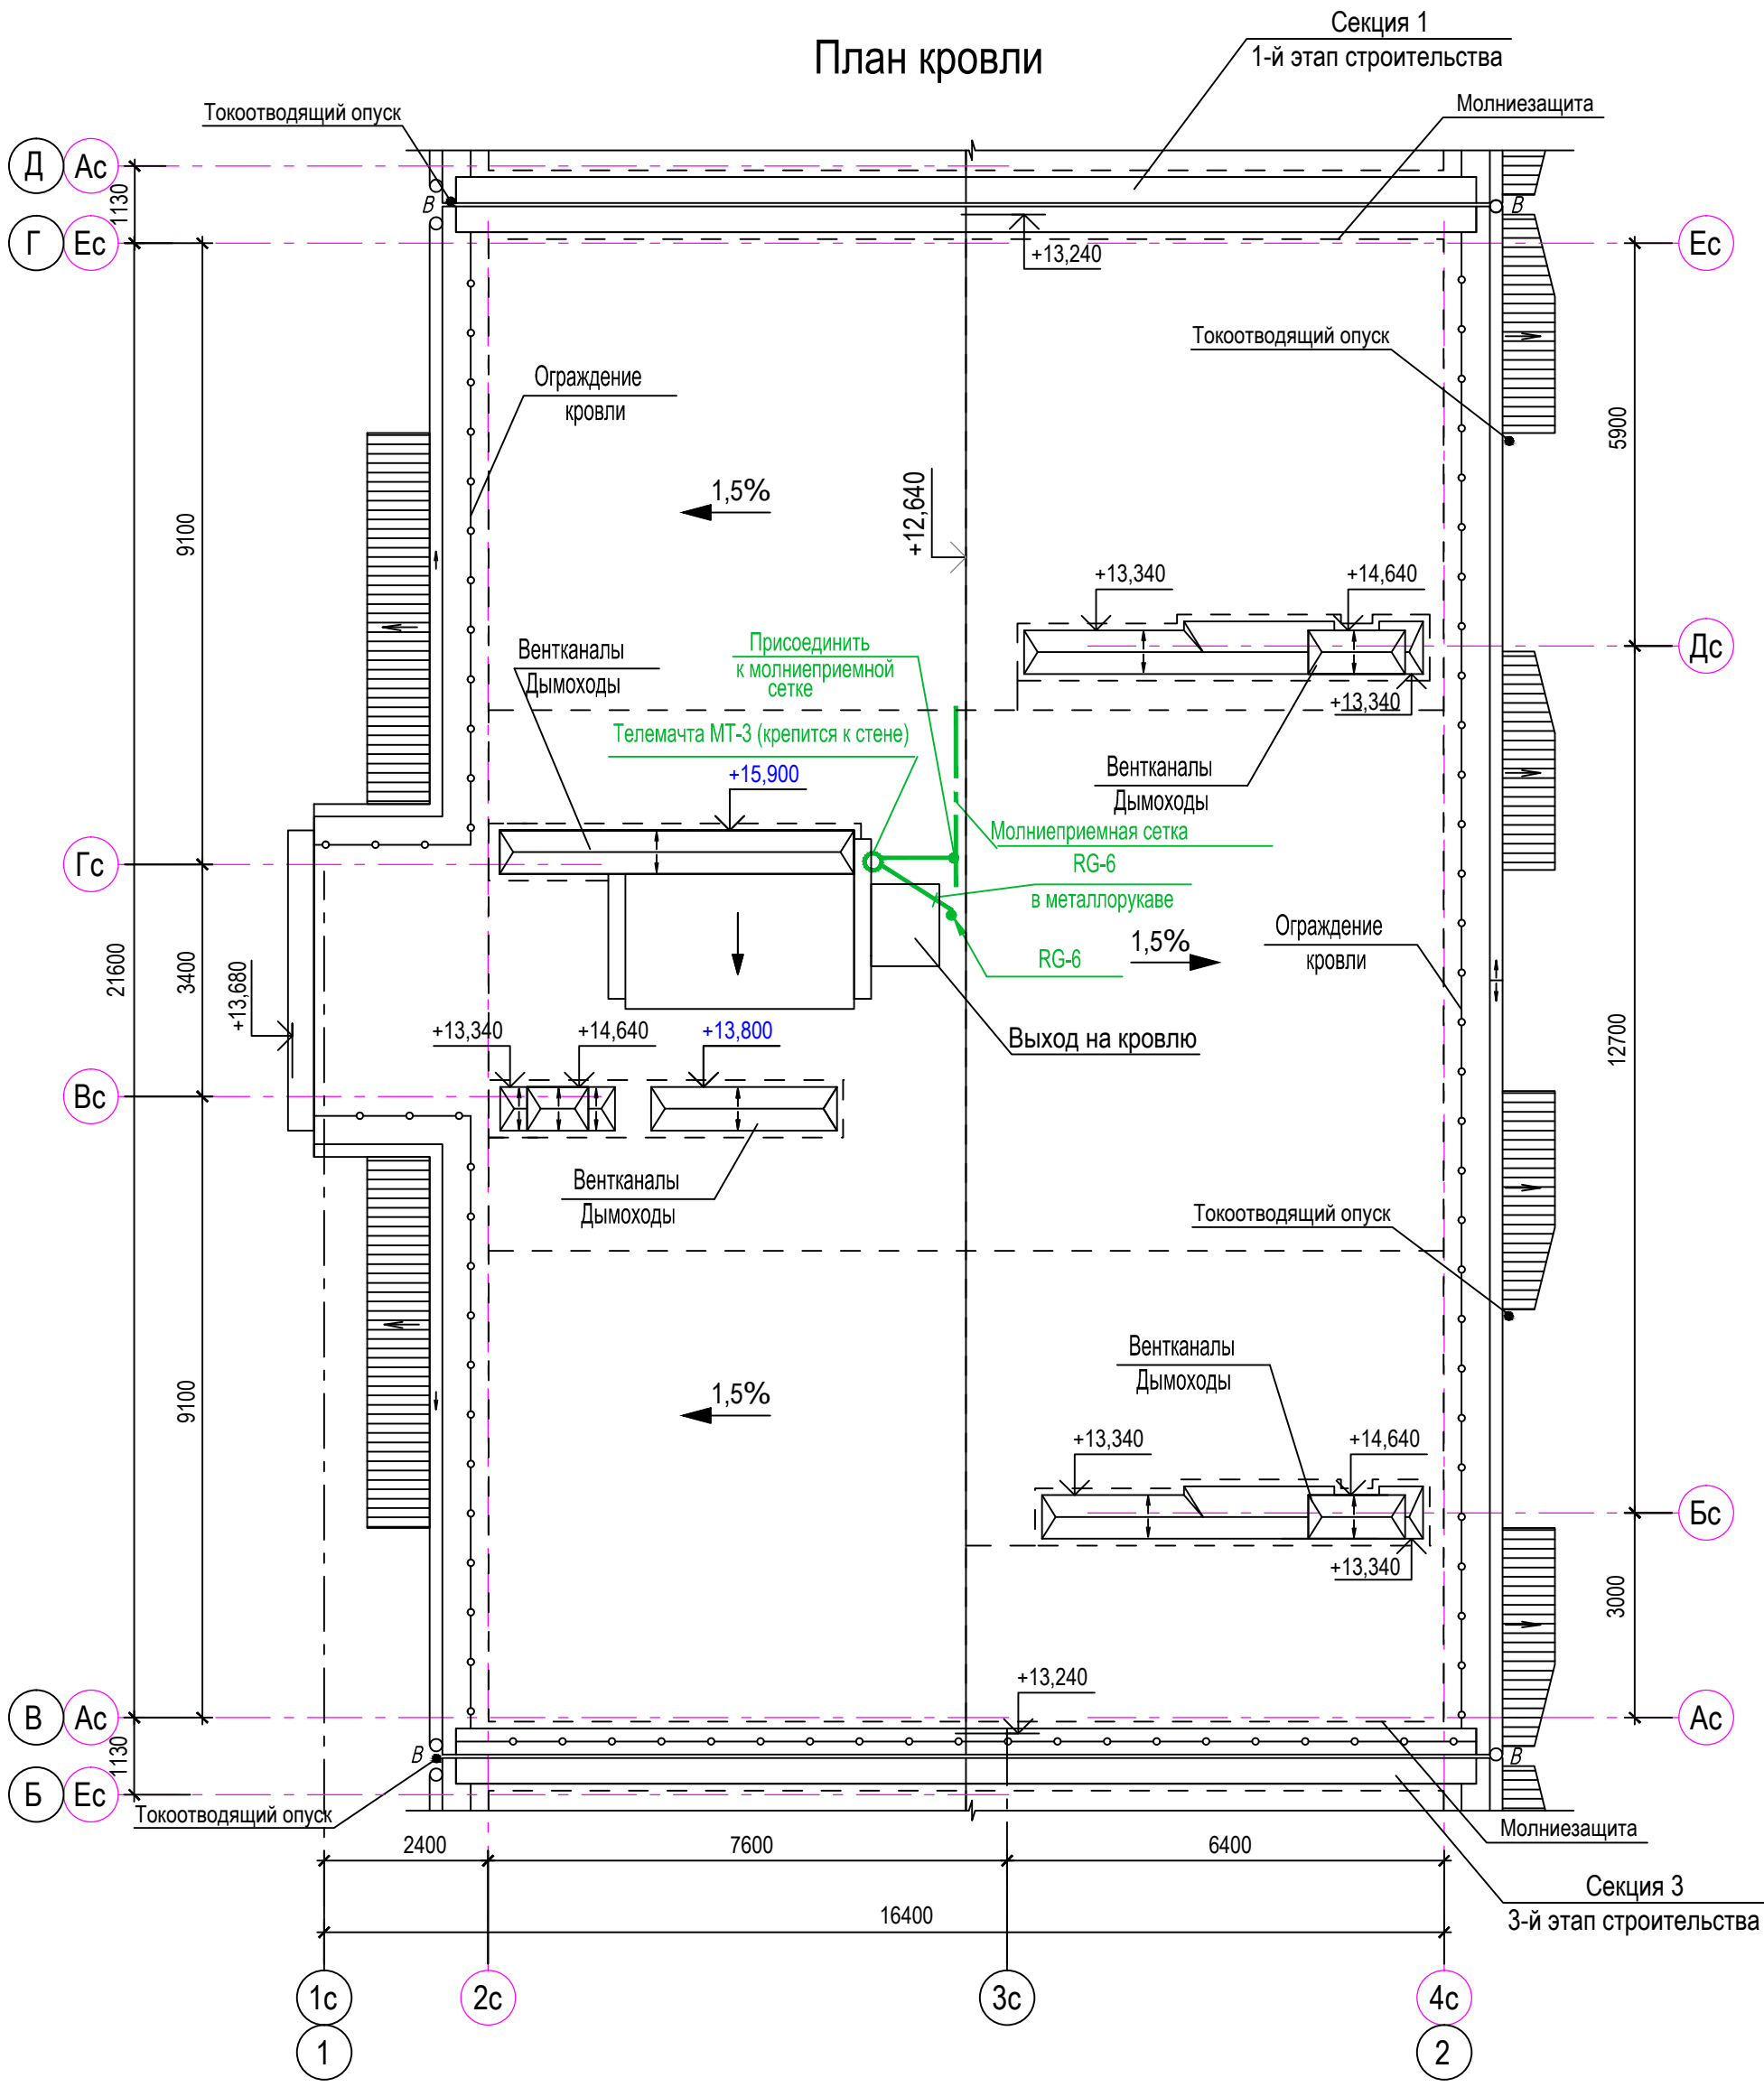 План кровли
Секция 1
1-й этап строительства
Токоотводящий опуск
Молниезащита
Д
Ас
1130
В
В
Г
Ес
Ес
+13,240
Токоотводящий опуск
Ограждение
кровли
5900
9100
1,5%
+12,640
+13,340
+14,640
Вентканалы
Дымоходы
Присоединить
к молниеприемной
сетке
Дс
+13,340
Телемачта МТ-3 (крепится к стене)
+15,900
Вентканалы
Дымоходы
Молниеприемная сетка
Гс
RG-6
в металлорукаве
Ограждение
кровли
1,5%
RG-6
21600
3400
+13,680
+13,340
+14,640
+13,800
Выход на кровлю
12700
Вс
Вентканалы
Дымоходы
Токоотводящий опуск
Вентканалы
Дымоходы
9100
1,5%
+13,340
+14,640
Бс
+13,340
3000
+13,240
В
Ас
Ас
1130
В
В
Б
Ес
Токоотводящий опуск
Молниезащита
2400
7600
6400
Секция 3
3-й этап строительства
16400
1с
2с
3с
4с
1
2